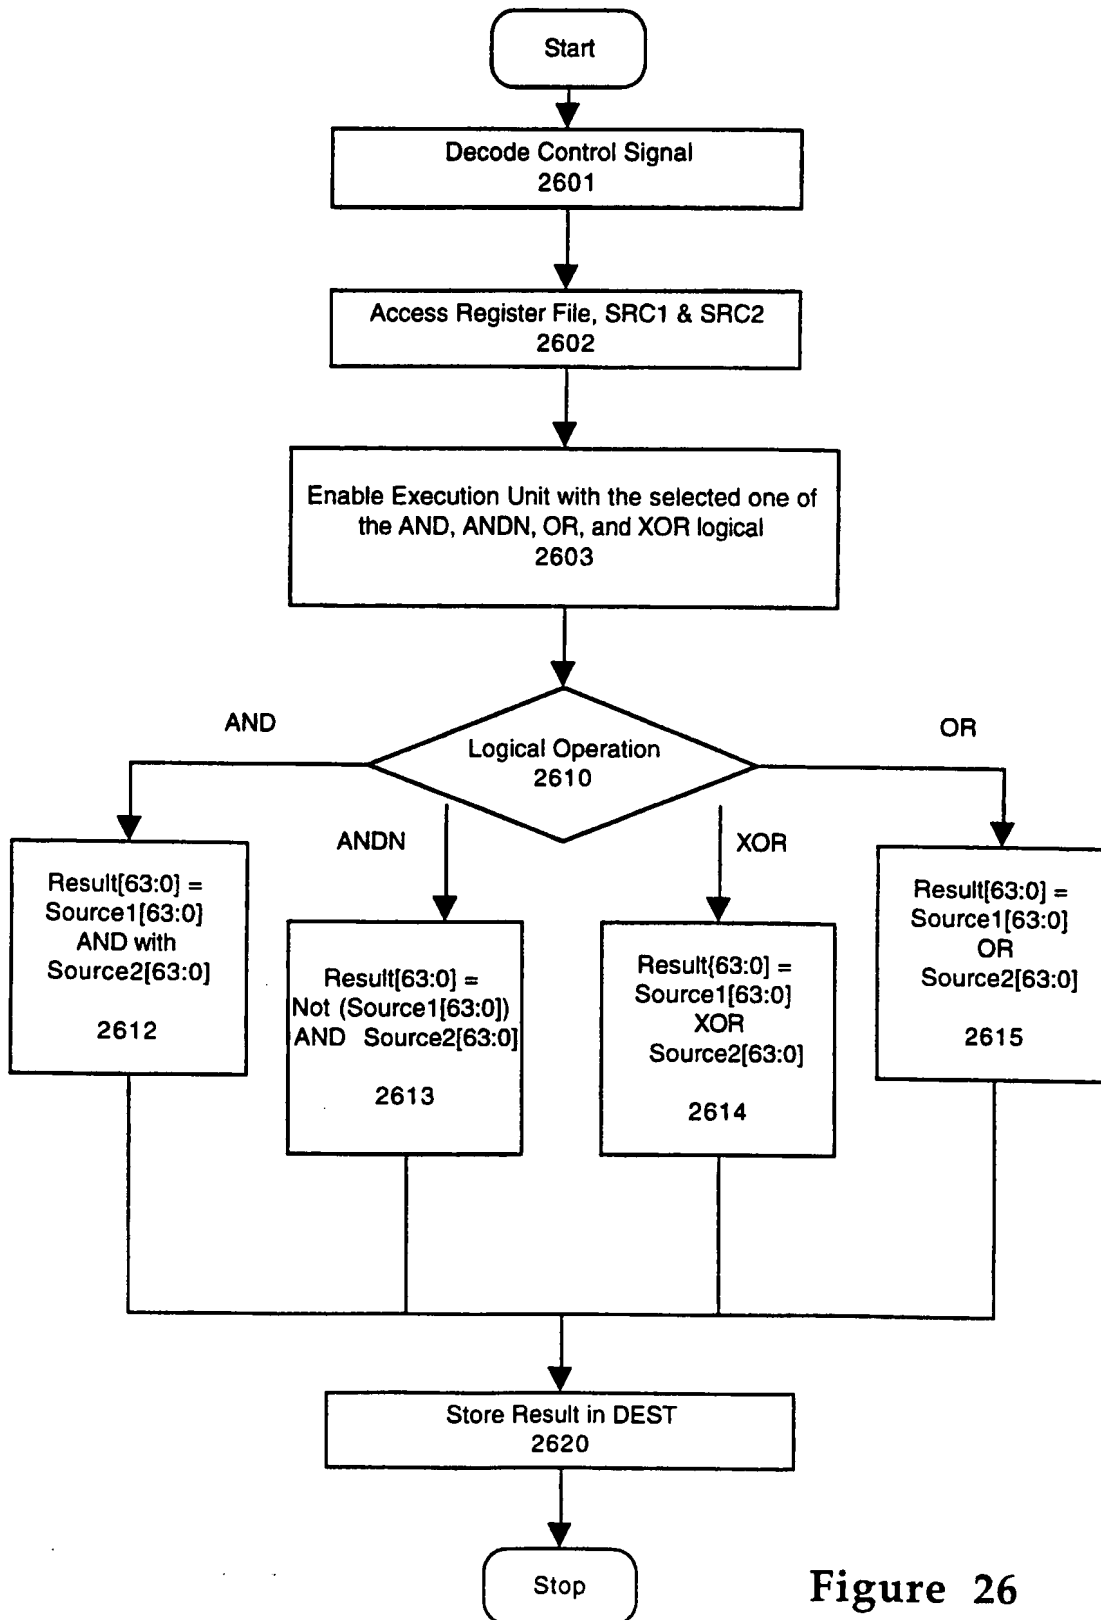 Start
Decode Control Signal
2601
Access Register File, SRC1 & SRC2
2602
Enable Execution Unit with the selected one of
the AND, ANDN, OR, and XOR logical
2603
AND
OR
Logical Operation
2610
ANDN
XOR
Result[63:0] =
Source1[63:0]
AND with
Source2[63:0]
2612
Result[63:0] =
Not (Source1[63:0])
AND Source2[63:0]
2613
Result{63:0] =
Source1[63:0]
XOR
Source2[63:0]
2614
Result[63:0] =
Source1[63:0]
OR
Source2[63:0]
2615
Store Result in DEST
2620
Stop
Figure 26